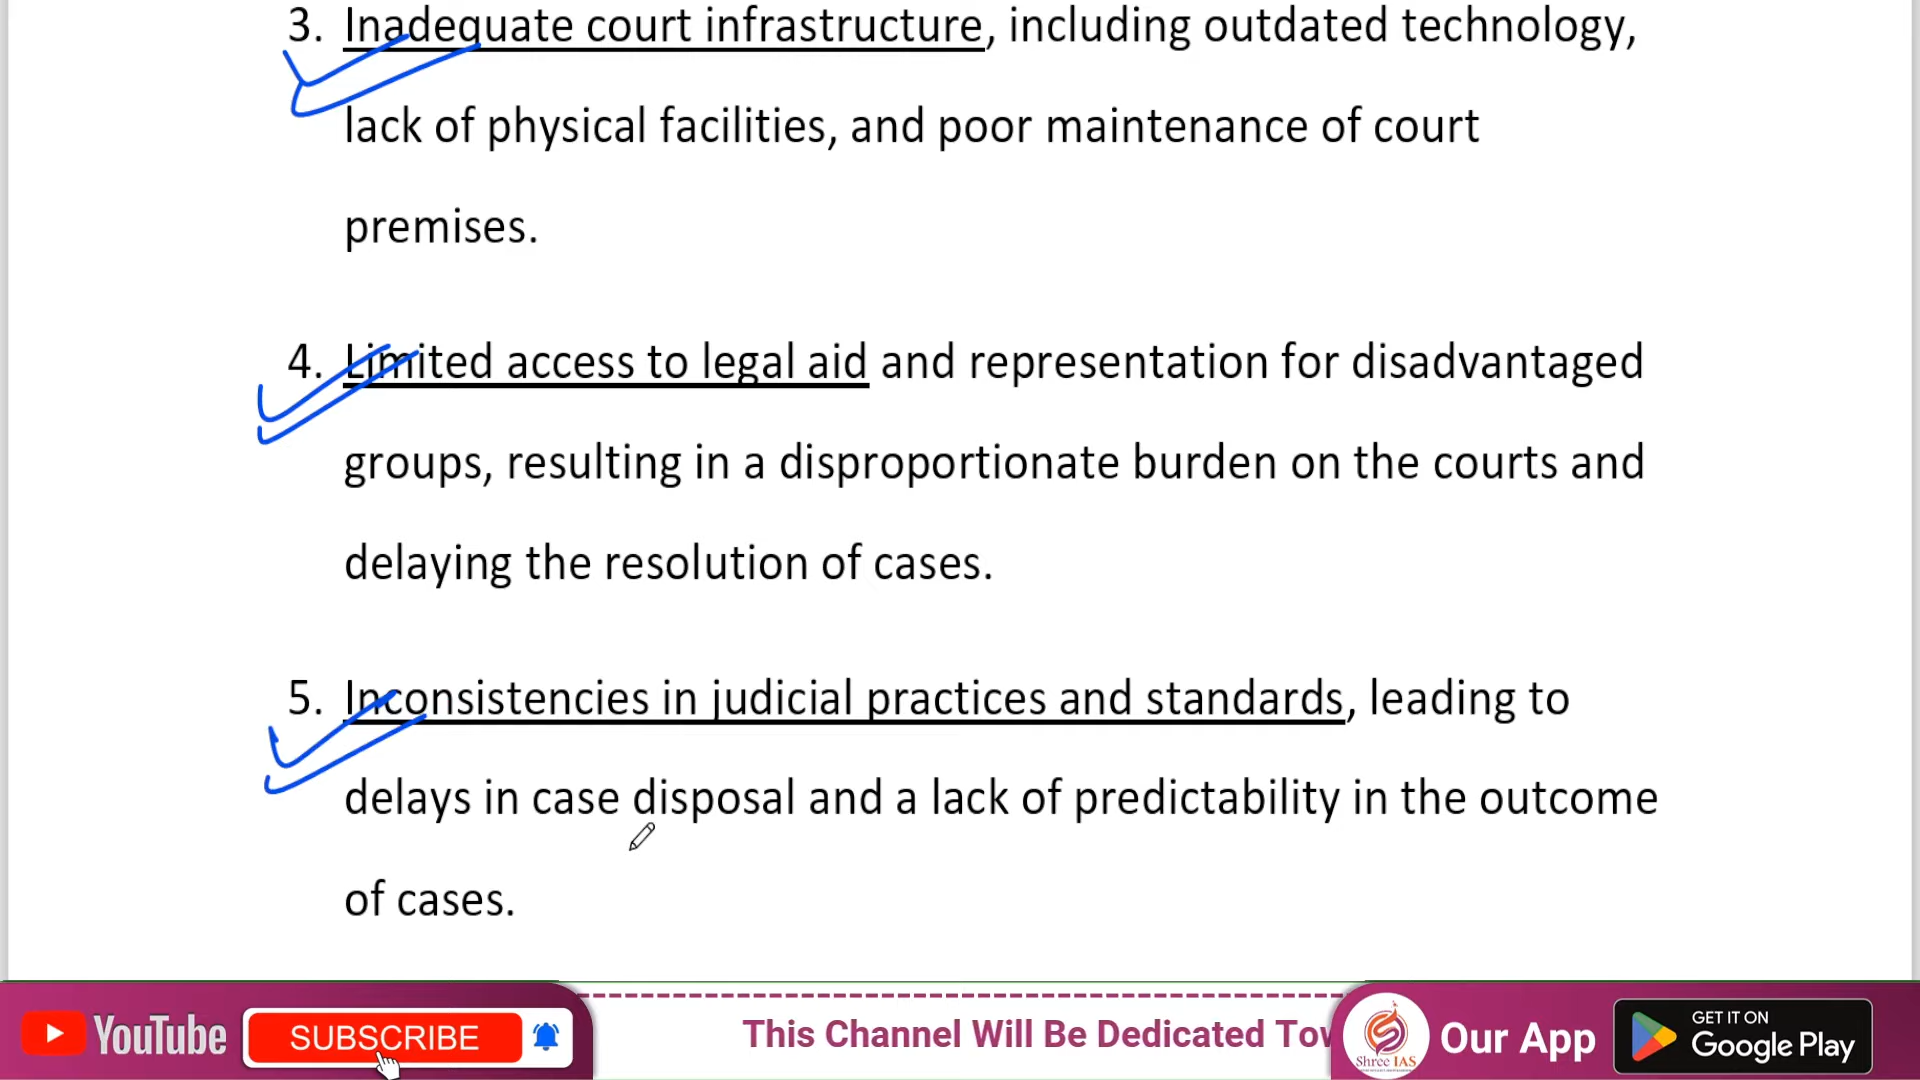 3. Inadequate court infrastructure, including outdated technology,
lack of physical facilities, and poor maintenance of court
premises.
4. Limited access to legal aid and representation for disadvantaged
groups, resulting in a disproportionate burden on the courts and
delaying the resolution of cases.
5. Inconsistencies in judicial practices and standards, leading to
delays in case disposal and a lack of predictability in the outcome
of cases.
YouTube SUBSCRIBE This Channel Will Be Dedicated Tow Shree IAS Our App GET IT ON
Google Play